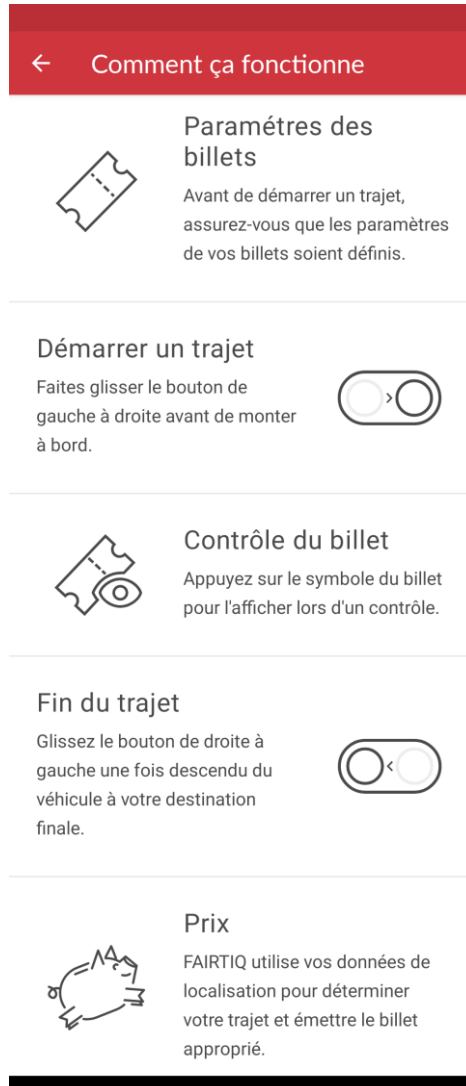 Comment ça fonctionne
Paramétres des
billets
Avant de démarrer un trajet,
assurez-vous que les paramètres
de vos billets soient définis.
Démarrer un trajet
Faites glisser le bouton de
gauche à droite avant de monter
à bord.
Contrôle du billet
Appuyez sur le symbole du billet
pour l'afficher lors d'un contrôle.
Fin du trajet
Glissez le bouton de droite à
gauche une fois descendu du
véhicule à votre destination
finale.
Prix
FAIRTIQ utilise vos données de
localisation pour déterminer
votre trajet et émettre le billet
approprié.